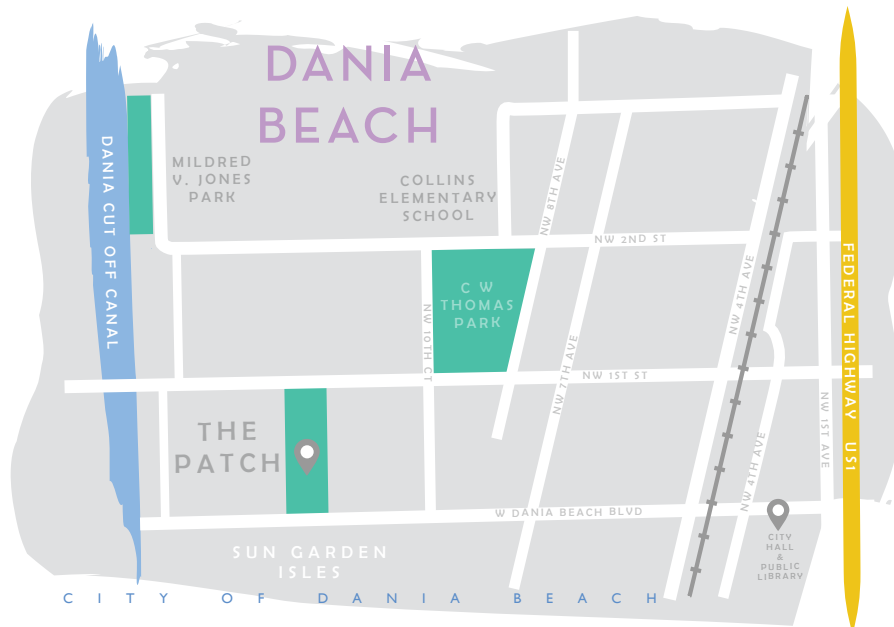 DANIA
BEACH
MILDRED
V. JONES
PARK
COLLINS
ELEMENTARY
SCHOOL
DANIA CUT OFF CANAL
NW 8TH AVE
NW 2ND ST
C W
THOMAS
PARK
NW 10TH CT
NW 4TH AVE
FEDERAL HIGHWAY US1
NW 7TH AVE
NW 1ST ST
NW 1ST AVE
THE
PATCH
NW 4TH AVE
W DANIA BEACH BLVD
CITY
HALL
&
PUBLIC
LIBRARY
SUN GARDEN
ISLES
CITY OF DANIA BEACH